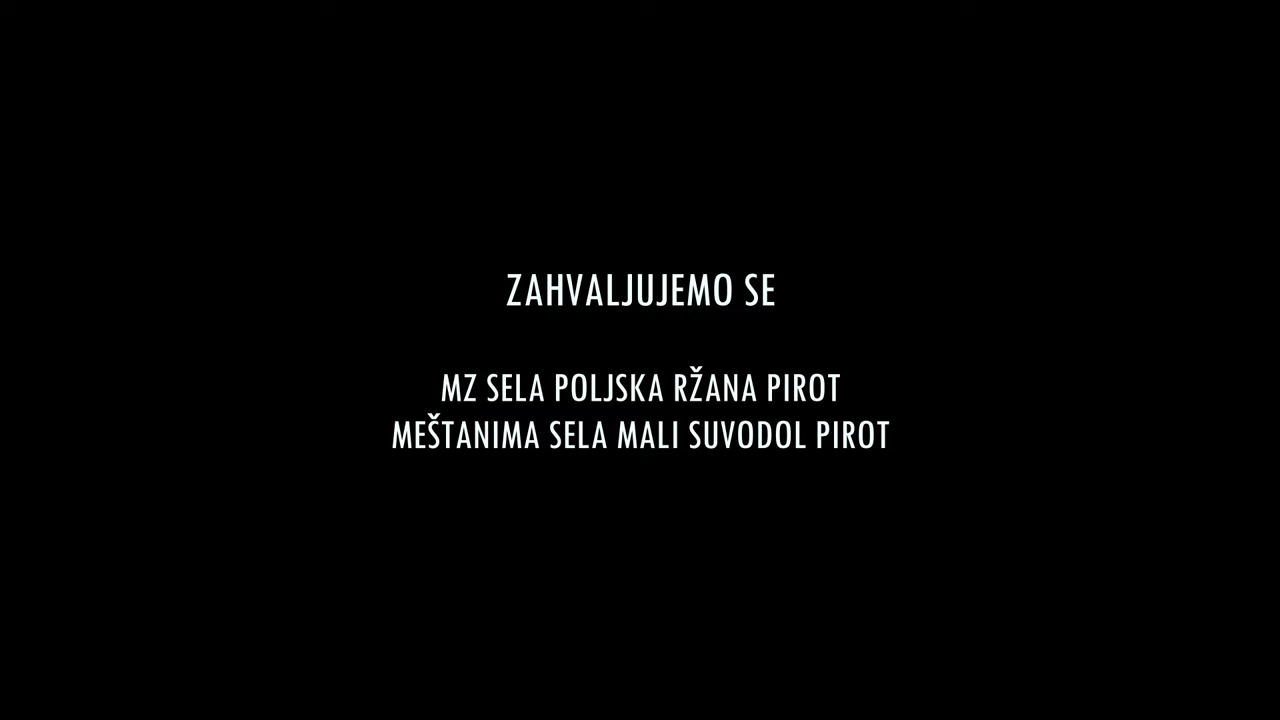 ZAHVALJUJEMO SE
MZ SELA POLJSKA RŽANA PIROT
MEŠTANIMA SELA MALI SUVODOL PIROT